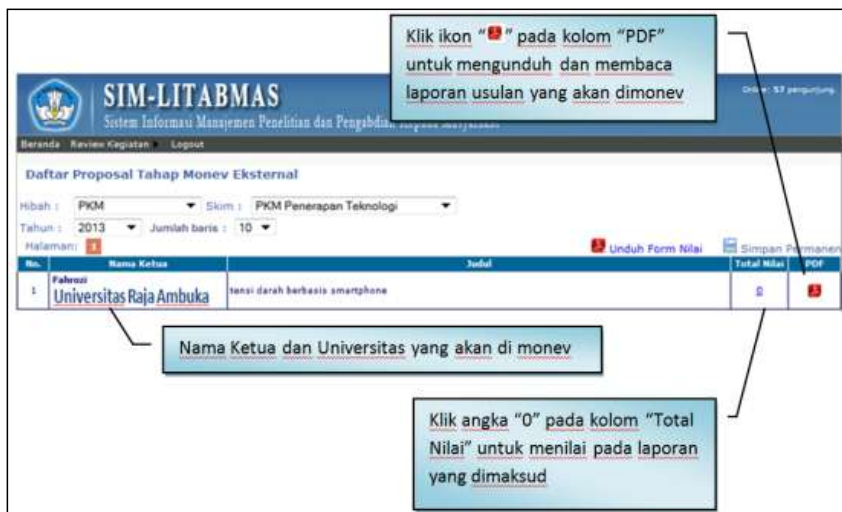 Klik ikon “ ” pada kolom “PDF”
untuk mengunduh dan membaca
laporan usulan yang akan dimonev
SIM-LITABMAS
Sistem Informasi Manajemen Penelitian dan Pengabdian Kepada Masyarakat
Online: 57 pengunjung
Beranda Review Kegiatan Logout
Daftar Proposal Tahap Monev Eksternal
Hibah : PKM Skim : PKM Penerapan Teknologi
Tahun : 2013 Jumlah baris : 10
Halaman: 1 Unduh Form Nilai Simpan Permanen
No. Nama Ketua Judul Total Nilai PDF
1 Fahrozi
Universitas Raja Ambuka tensi darah berbasis smartphone 0
Nama Ketua dan Universitas yang akan di monev
Klik angka “0” pada kolom “Total
Nilai” untuk menilai pada laporan
yang dimaksud